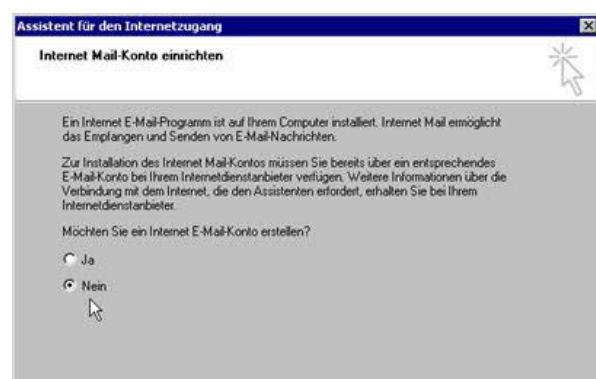 Assistent für den Internetzugang
Internet Mail-Konto einrichten
Ein Internet E-Mail-Programm ist auf Ihrem Computer installiert. Internet Mail ermöglicht
das Empfangen und Senden von E-Mail-Nachrichten.
Zur Installation des Internet Mail-Kontos müssen Sie bereits über ein entsprechendes
E-Mail-Konto bei Ihrem Internetdienstanbieter verfügen. Weitere Informationen über die
Verbindung mit dem Internet, die den Assistenten erfordert, erhalten Sie bei Ihrem
Internetdienstanbieter.
Möchten Sie ein Internet E-Mail-Konto erstellen?
Ja
Nein